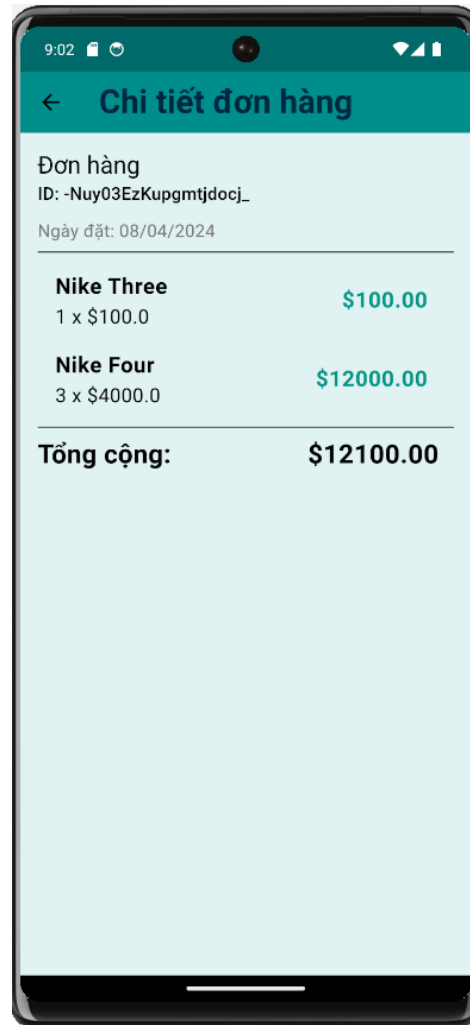 9:02
Chi tiết đơn hàng
Đơn hàng
ID: -Nuy03EzKupgmtjdocj_
Ngày đặt: 08/04/2024
Nike Three
$100.00
1 x $100.0
Nike Four
$12000.00
3 x $4000.0
Tổng cộng: $12100.00